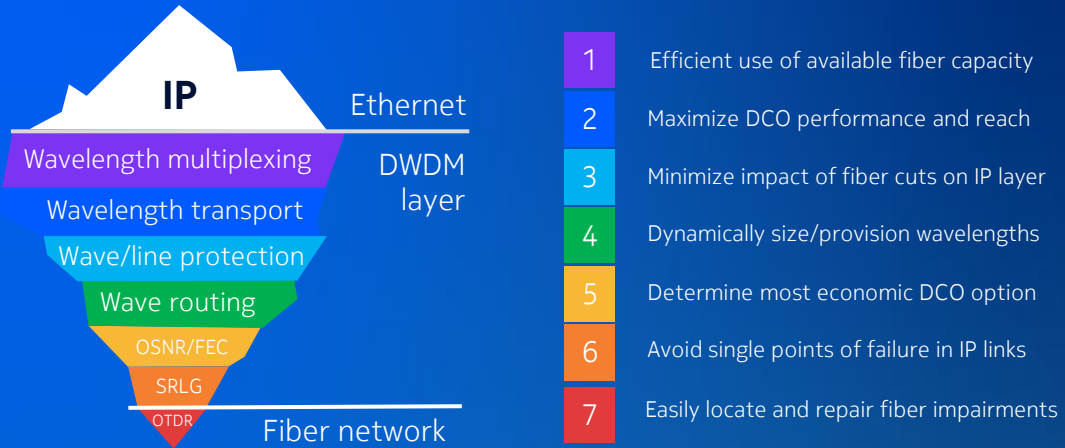 IP
Ethernet
Wavelength multiplexing
DWDM
layer
Wavelength transport
Wave/line protection
Wave routing
OSNR/FEC
SRLG
OTDR
Fiber network
1 Efficient use of available fiber capacity
2 Maximize DCO performance and reach
3 Minimize impact of fiber cuts on IP layer
4 Dynamically size/provision wavelengths
5 Determine most economic DCO option
6 Avoid single points of failure in IP links
7 Easily locate and repair fiber impairments